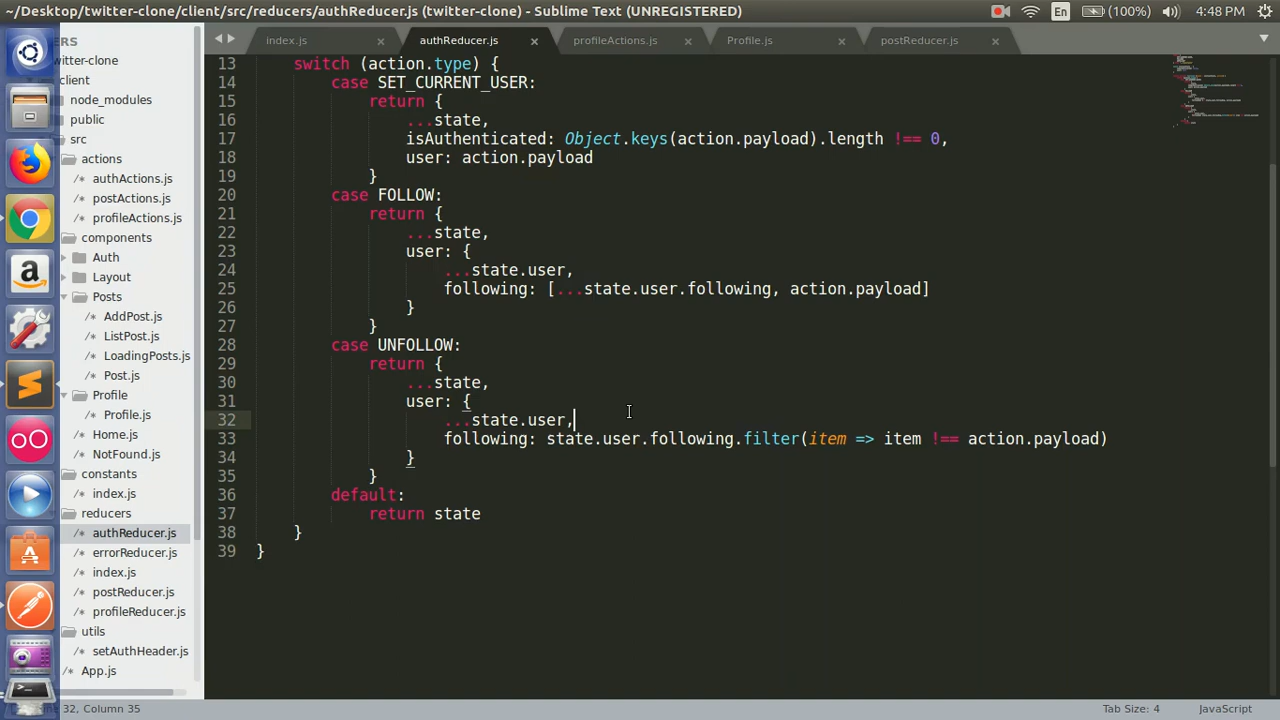 ~/Desktop/twitter-clone/client/src/reducers/authReducer.js (twitter-clone) - Sublime Text (UNREGISTERED)
En
(100%)
4:48 PM
index.js
authReducer.js
profileActions.js
Profile.js
postReducer.js
ERS
witter-clone
client
node_modules
public
src
actions
authActions.js
postActions.js
profileActions.js
components
Auth
Layout
Posts
AddPost.js
ListPost.js
LoadingPosts.js
Post.js
Profile
Profile.js
Home.js
NotFound.js
constants
index.js
reducers
authReducer.js
errorReducer.js
index.js
postReducer.js
profileReducer.js
utils
setAuthHeader.js
App.js
13 switch (action.type) {
14 case SET_CURRENT_USER:
15 return {
16 ...state,
17 isAuthenticated: Object.keys(action.payload).length !== 0,
18 user: action.payload
19 }
20 case FOLLOW:
21 return {
22 ...state,
23 user: {
24 ...state.user,
25 following: [...state.user.following, action.payload]
26 }
27 }
28 case UNFOLLOW:
29 return {
30 ...state,
31 user: {
32 ...state.user,
33 following: state.user.following.filter(item => item !== action.payload)
34 }
35 }
36 default:
37 return state
38 }
39 }
32, Column 35
Tab Size: 4
JavaScript